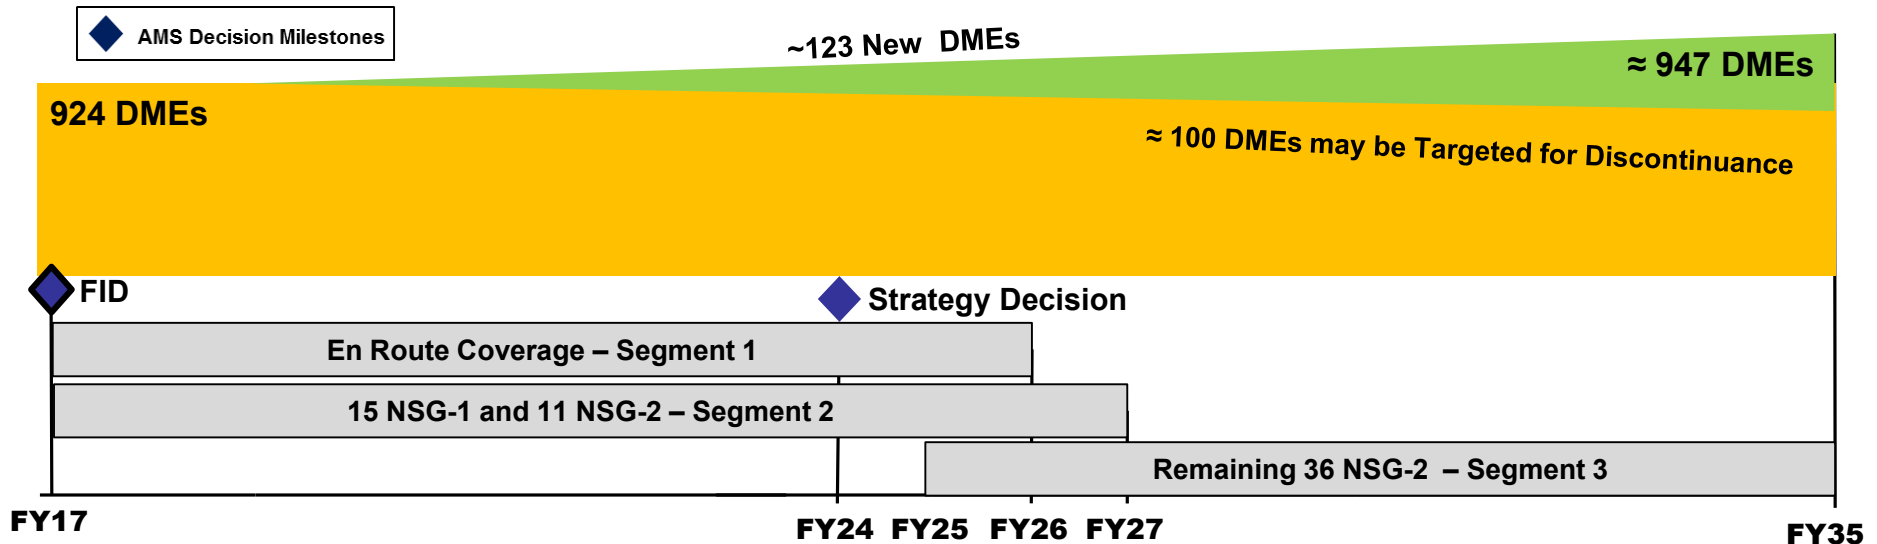 AMS Decision Milestones
~123 New DMEs
≈ 947 DMEs
924 DMEs
≈ 100 DMEs may be Targeted for Discontinuance
FID
Strategy Decision
En Route Coverage – Segment 1
15 NSG-1 and 11 NSG-2 – Segment 2
Remaining 36 NSG-2 – Segment 3
FY17
FY24 FY25 FY26 FY27
FY35